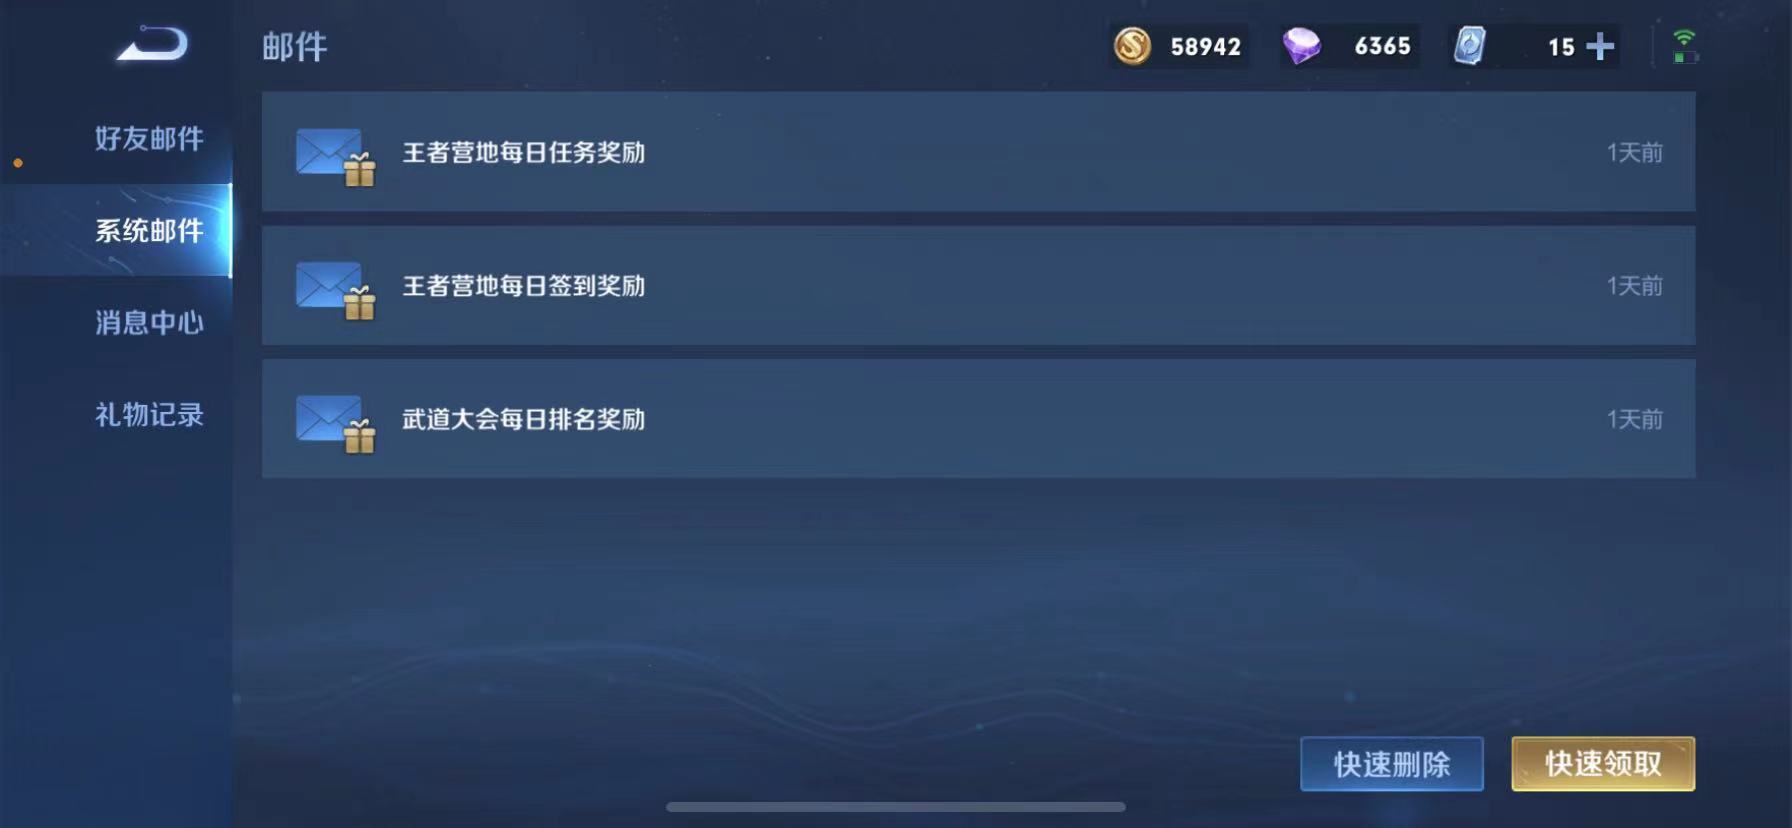 邮件
58942
6365
15
好友邮件
系统邮件
消息中心
礼物记录
王者营地每日任务奖励
1天前
王者营地每日签到奖励
1天前
武道大会每日排名奖励
1天前
快速删除
快速领取